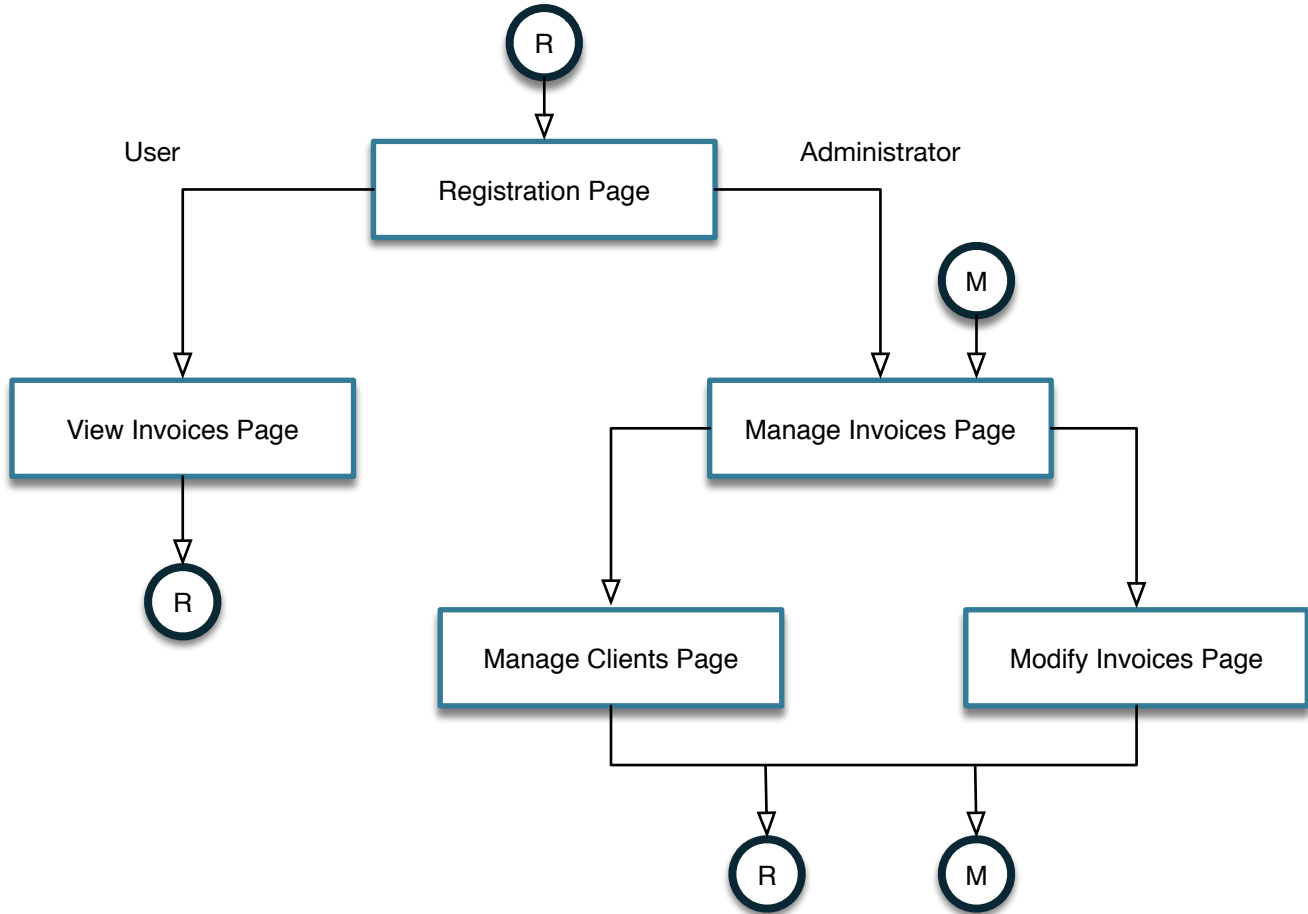 R
User
Administrator
Registration Page
M
View Invoices Page
Manage Invoices Page
R
Manage Clients Page
Modify Invoices Page
R
M